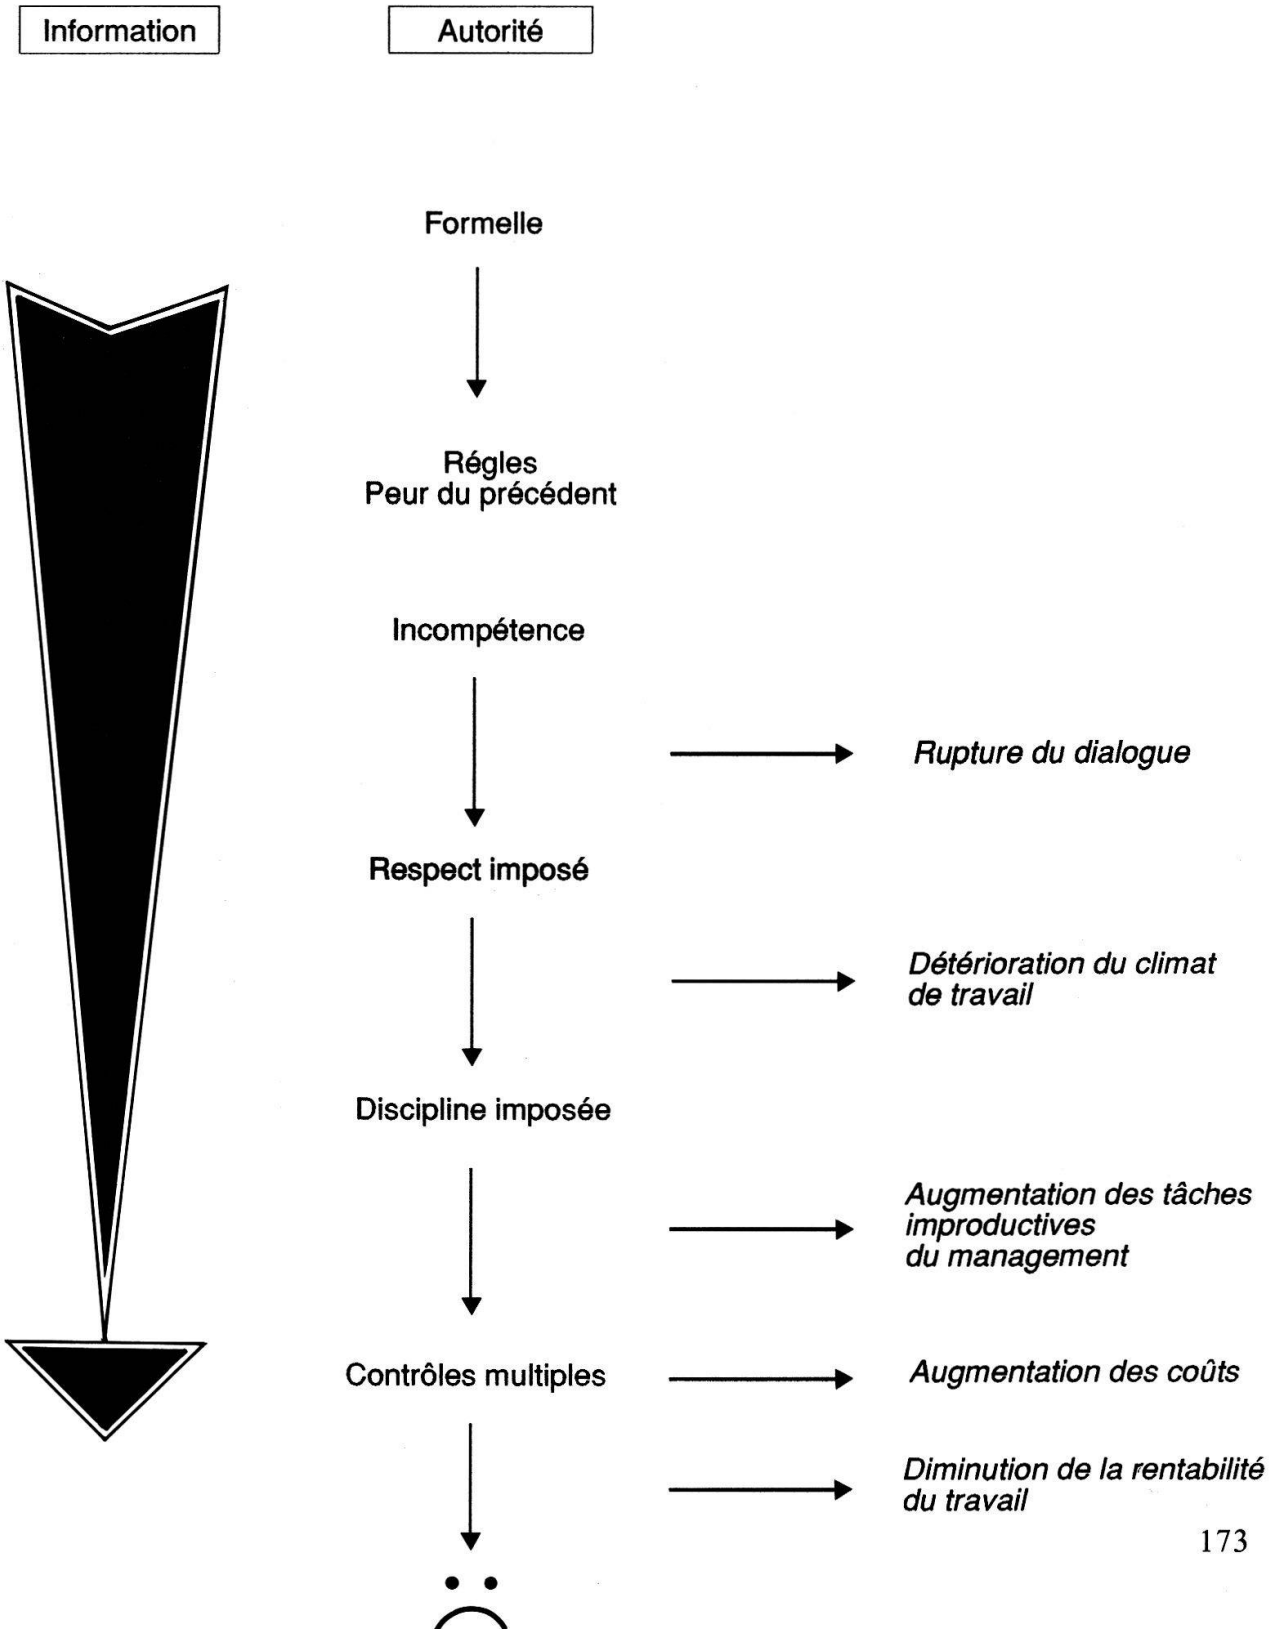 Information
Autorité
Formelle
Régles
Peur du précédent
Incompétence
Rupture du dialogue
Respect imposé
Détérioration du climat
de travail
Discipline imposée
Augmentation des tâches
improductives
du management
Contrôles multiples
Augmentation des coûts
Diminution de la rentabilité
du travail
173